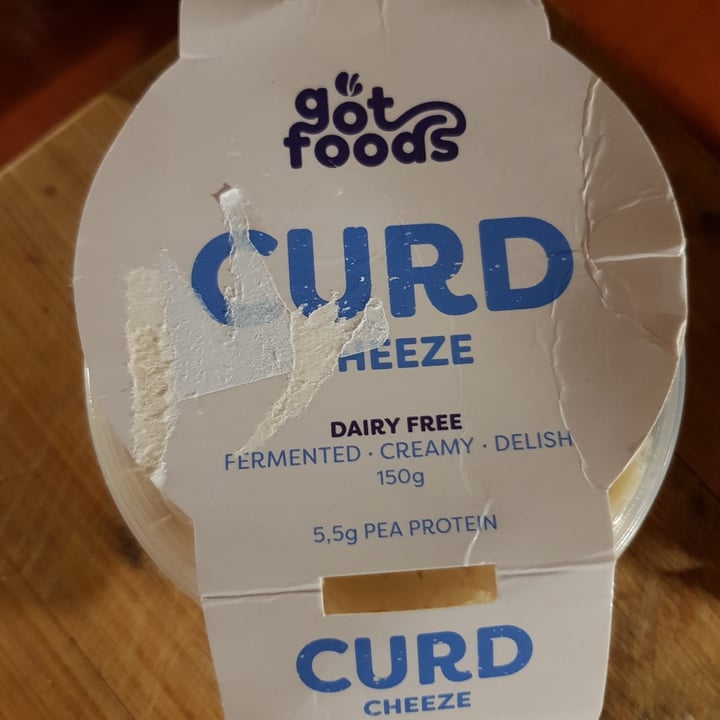 got
foods
CURD
HEEZE
DAIRY FREE
FERMENTED · CREAMY · DELISH
150g
5,5g PEA PROTEIN
CURD
CHEEZE